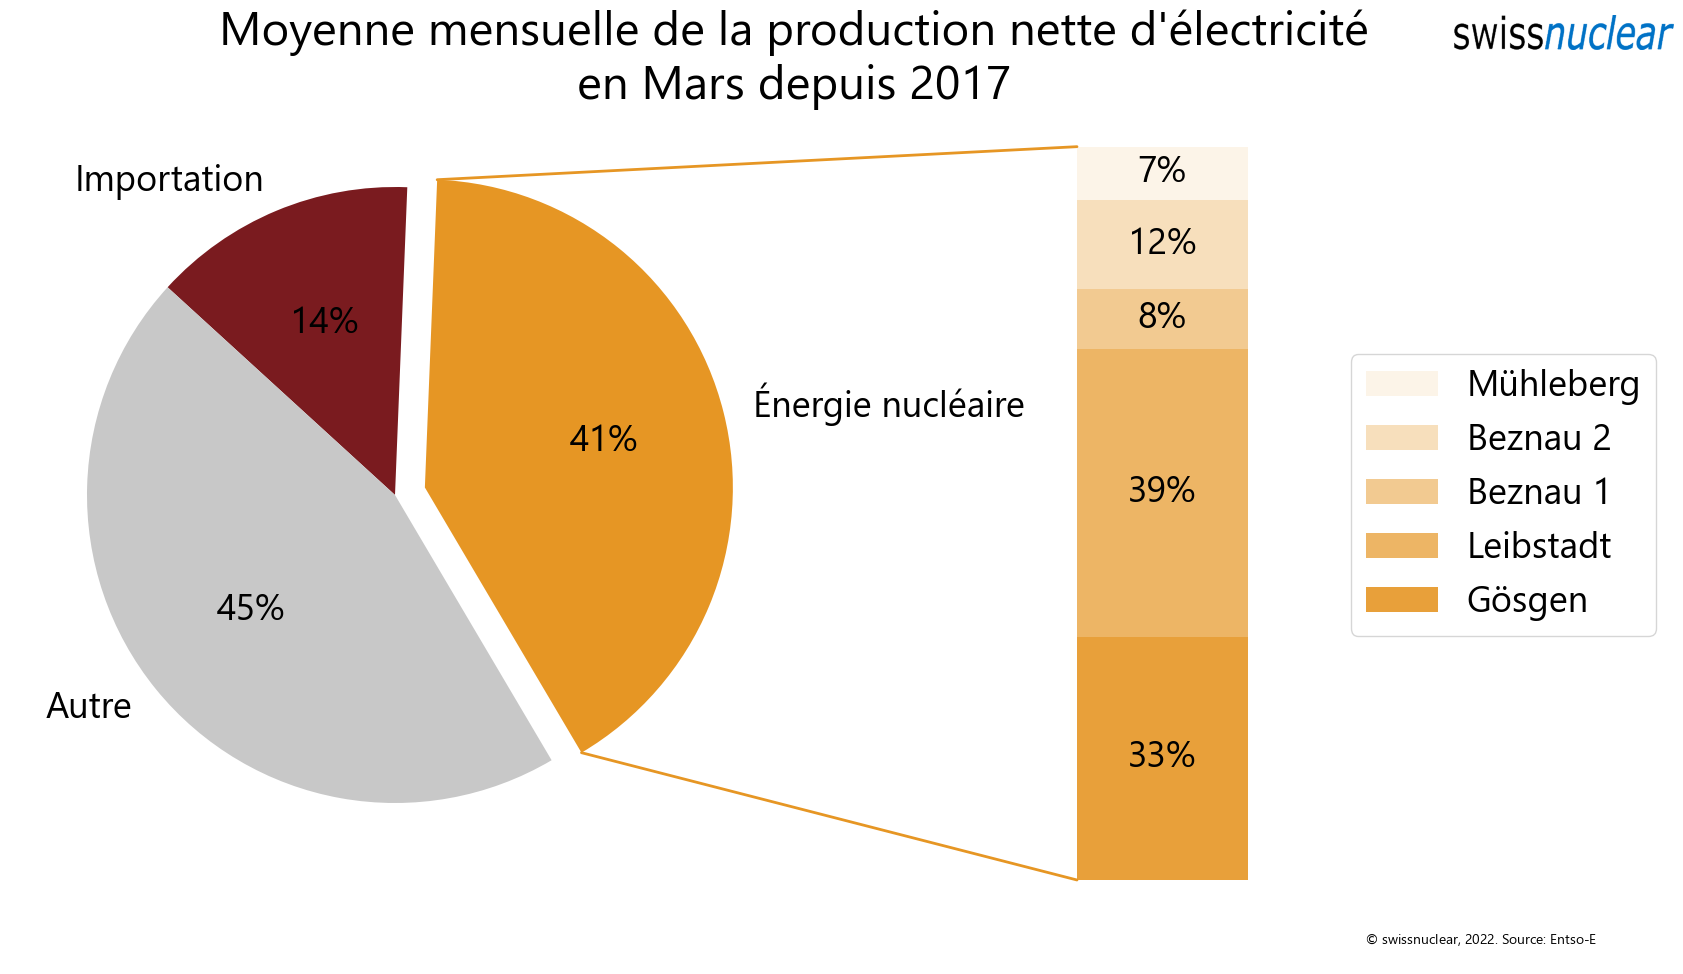 Moyenne mensuelle de la production nette d'électricité
en Mars depuis 2017
swissnuclear
Importation
14%
45%
Autre
41%
Énergie nucléaire
7%
12%
8%
39%
33%
Mühleberg
Beznau 2
Beznau 1
Leibstadt
Gösgen
© swissnuclear, 2022. Source: Entso-E